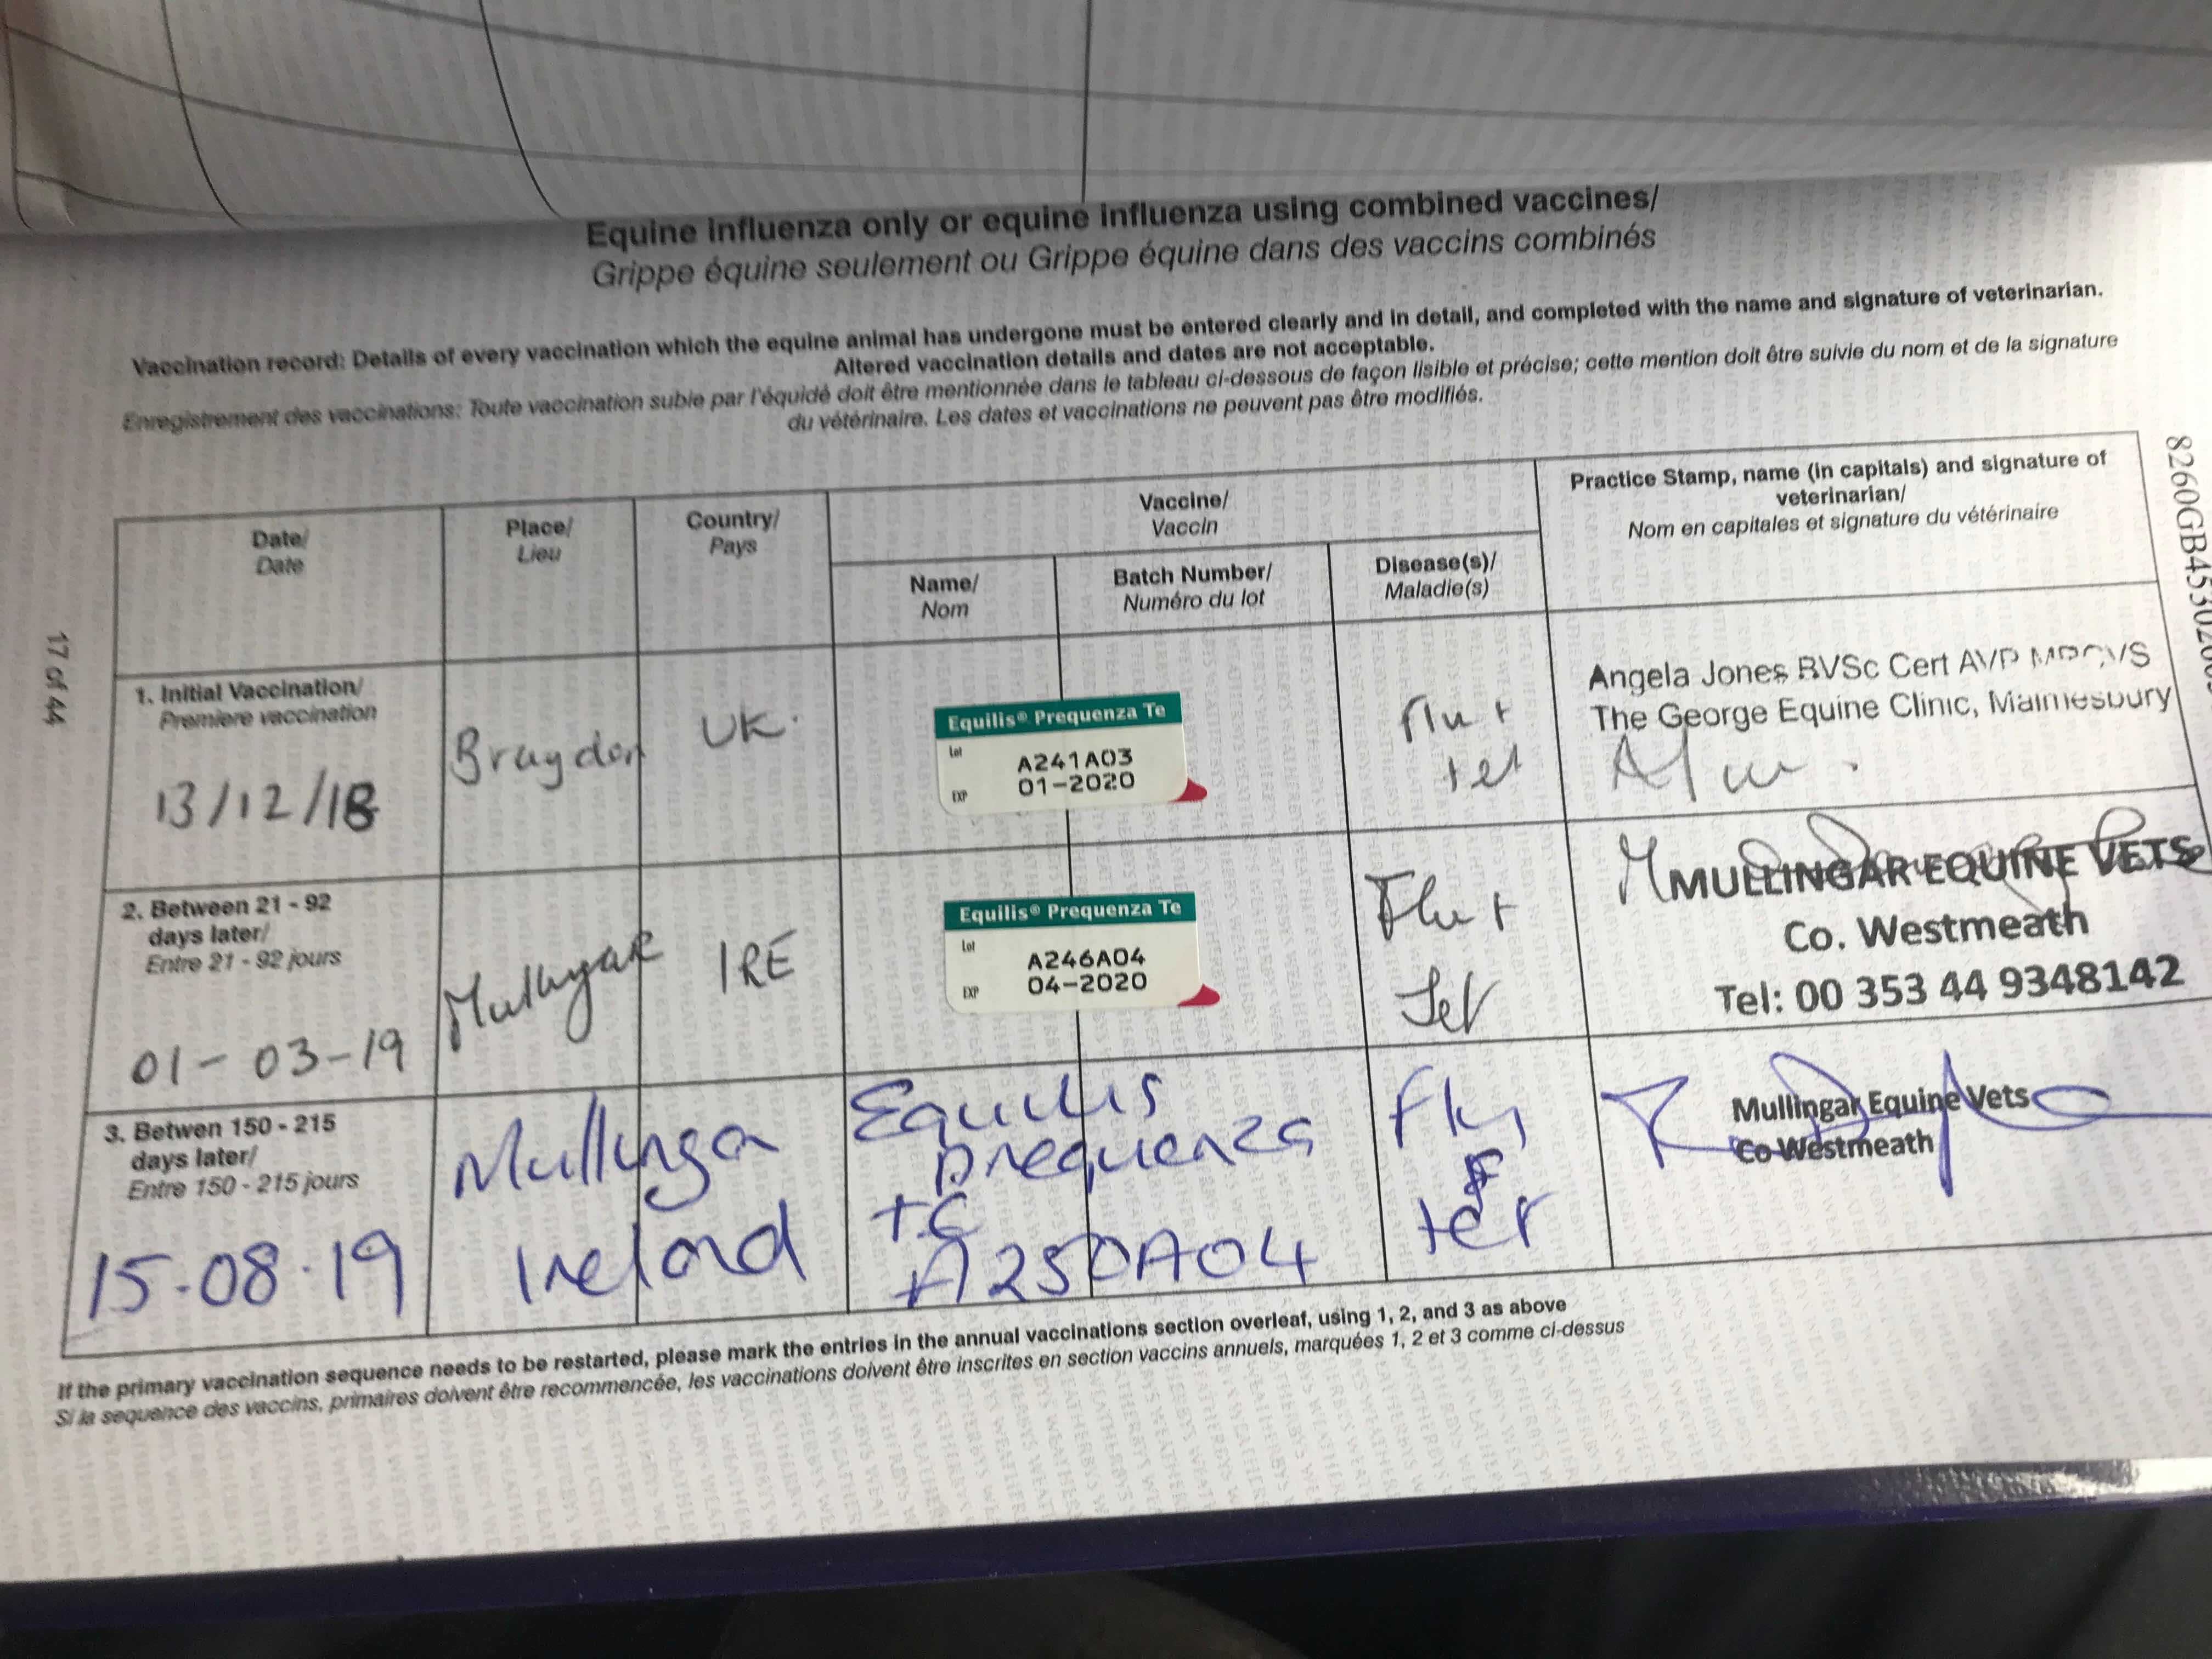 Equine influenza only or equine influenza using combined vaccines/
Grippe équine seulement ou Grippe équine dans des vaccins combinés
Vaccination record: Details of every vaccination which the equine animal has undergone must be entered clearly and in detail, and completed with the name and signature of veterinarian.
Altered vaccination details and dates are not acceptable.
Enregistrement des vaccinations: Toute vaccination subie par l'équidé doit être mentionnée dans le tableau ci-dessous de façon lisible et précise; cette mention doit être suivie du nom et de la signature
du vétérinaire. Les dates et vaccinations ne peuvent pas être modifiés.
Date/
Date
Place/
Lieu
Country/
Pays
Vaccine/
Vaccin
Name/
Nom
Batch Number/
Numéro du lot
Disease(s)/
Maladie(s)
Practice Stamp, name (in capitals) and signature of
veterinarian/
Nom en capitales et signature du vétérinaire
1. Initial Vaccination/
Premiere vaccination
13/12/18
Braydon
UK.
Equilis® Prequenza Te
Lot
A241A03
01-2020
EXP
Flu +
tet
Angela Jones BVSc Cert AVP MRCVS
The George Equine Clinic, Malmesbury
2. Between 21 - 92
days later/
Entre 21 - 92 jours
01-03-19
Mullingar
IRE
Equilis® Prequenza Te
Lot
A246A04
04-2020
EXP
Flu +
Tet
MULLINGAR EQUINE VETS
Co. Westmeath
Tel: 00 353 44 9348142
3. Betwen 150 - 215
days later/
Entre 150 - 215 jours
15.08.19
Mullinga
Ireland
Equilis
prequenza
te
A250A04
Flu
&
tet
Mullingar Equine Vets
Co Westmeath
If the primary vaccination sequence needs to be restarted, please mark the entries in the annual vaccinations section overleaf, using 1, 2, and 3 as above
Si la sequence des vaccins, primaires doivent être recommencée, les vaccinations doivent être inscrites en section vaccins annuels, marquées 1, 2 et 3 comme ci-dessus
17 of 44